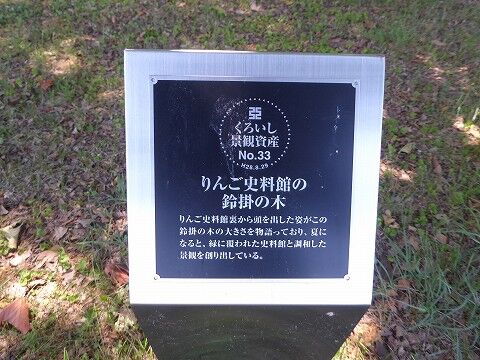 くろいし
景観資産
No.33
H28.8.29
りんご史料館の
鈴掛の木
りんご史料館裏から頭を出した姿がこの
鈴掛の木の大きさを物語っており、夏に
なると、緑に覆われた史料館と調和した
景観を創り出している。